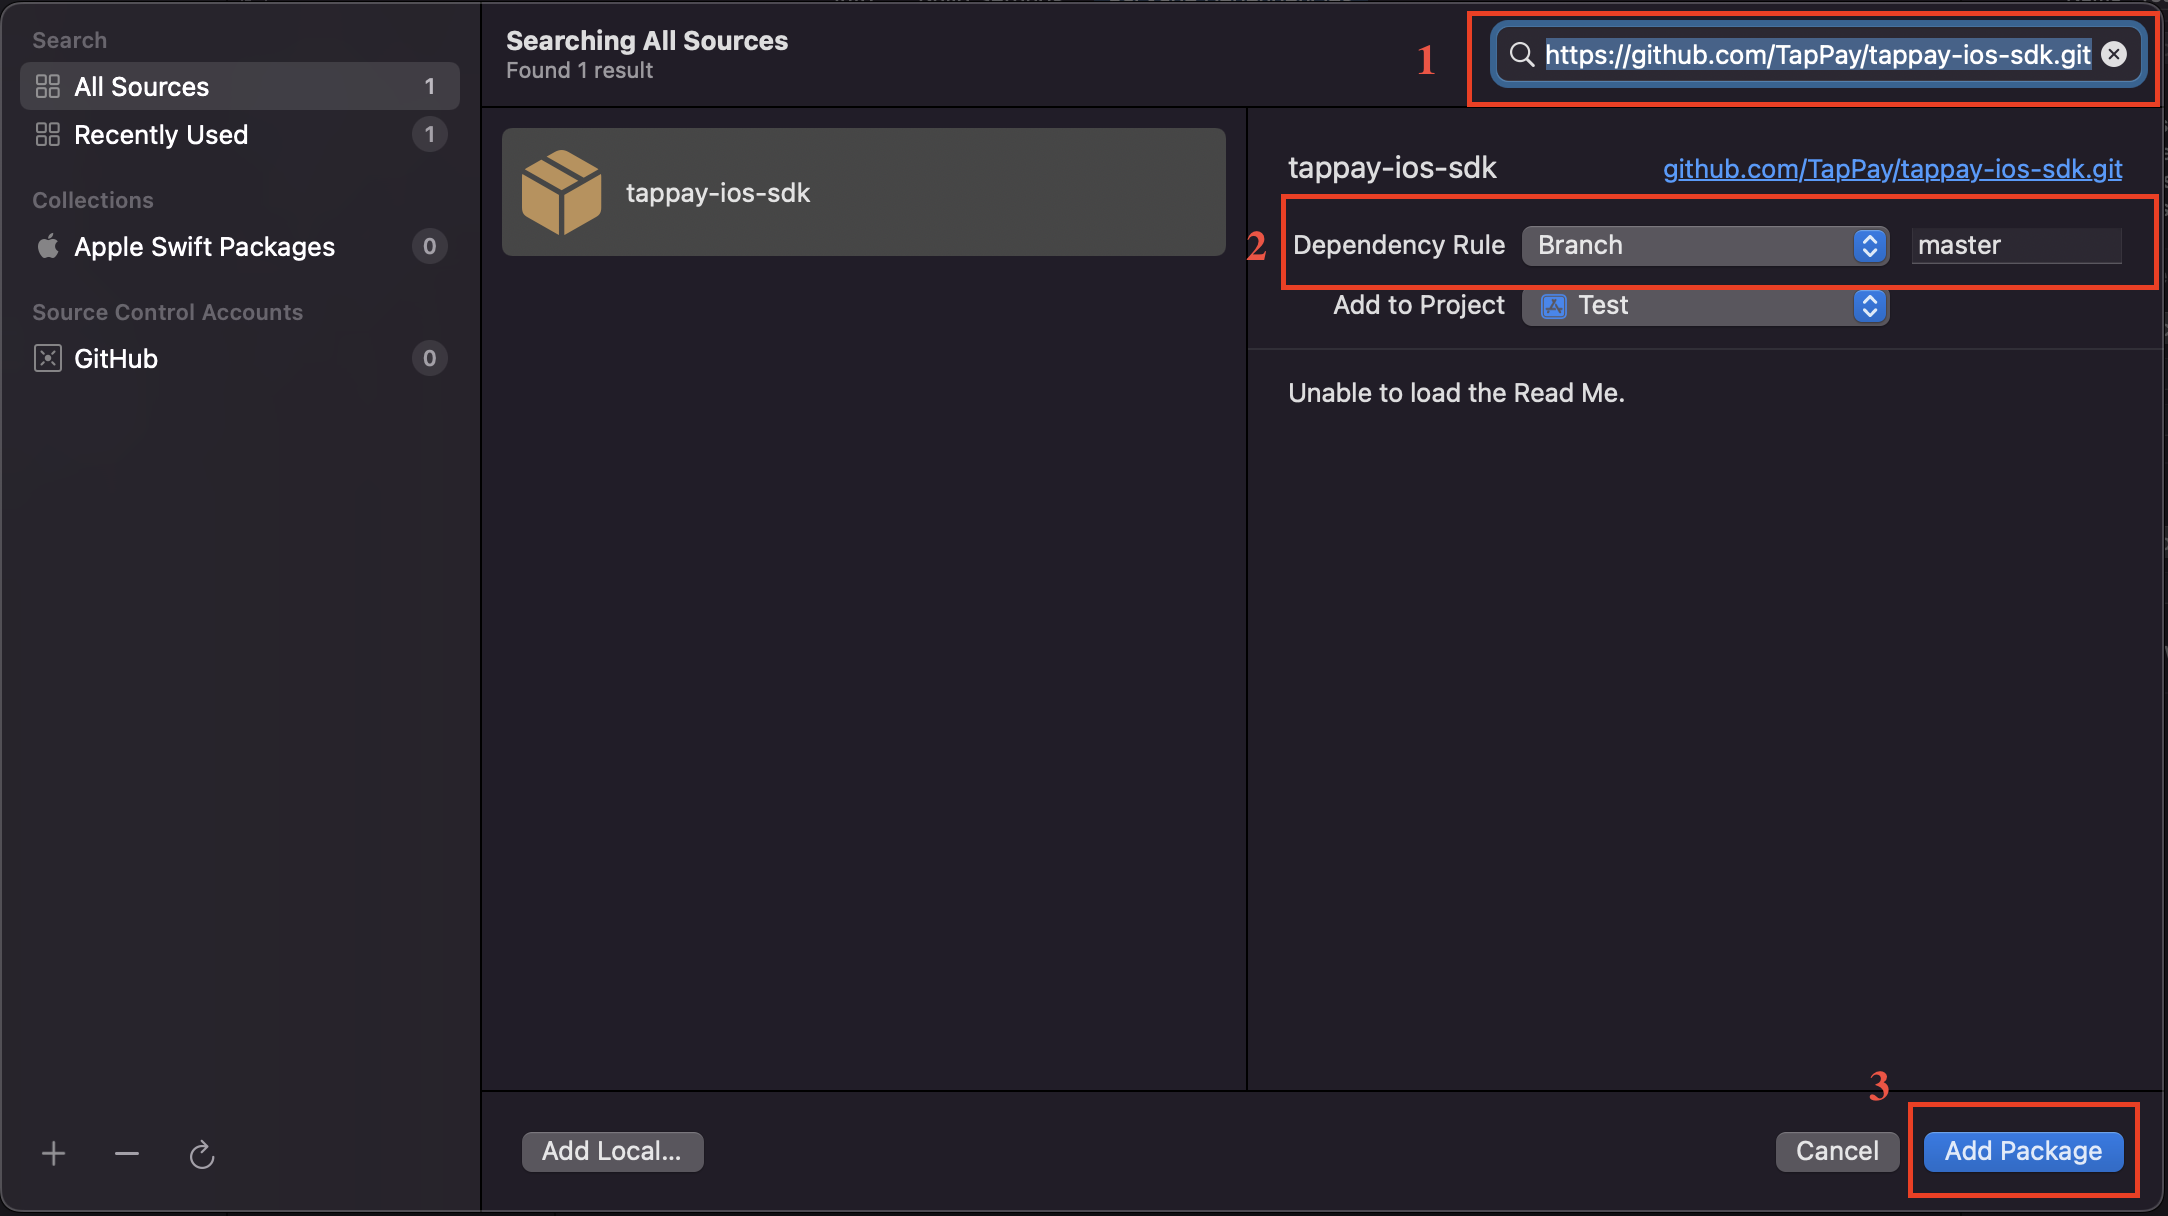 Search
All Sources 1
Recently Used 1
Collections
Apple Swift Packages 0
Source Control Accounts
GitHub 0
Searching All Sources
Found 1 result
1
https://github.com/TapPay/tappay-ios-sdk.git
tappay-ios-sdk
tappay-ios-sdk github.com/TapPay/tappay-ios-sdk.git
2
Dependency Rule Branch master
Add to Project Test
Unable to load the Read Me.
3
Add Local...
Cancel
Add Package